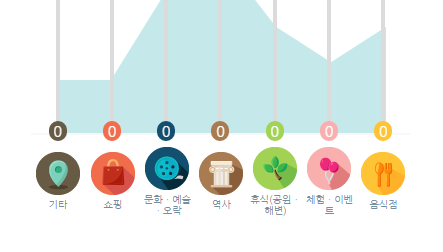 0 0 0 0 0 0 0
기타 쇼핑 문화 · 예술 역사 휴식(공원 · 체험 · 이벤 음식점
· 오락 해변) 트